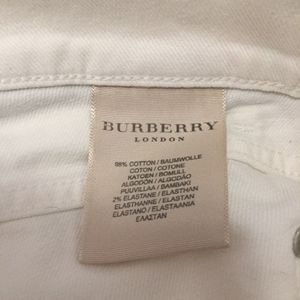 BURBERRY
LONDON
98% COTTON / BAUMWOLLE
COTON / COTONE
KATOEN / BOMULL
ALGODÓN / ALGODÃO
PUUVILLAA / BAMBAKI
2% ELASTANE / ELASTHAN
ELASTHANNE / ELASTAN
ELASTANO / ELASTAANIA
ΕΛΑΣΤΑΝ